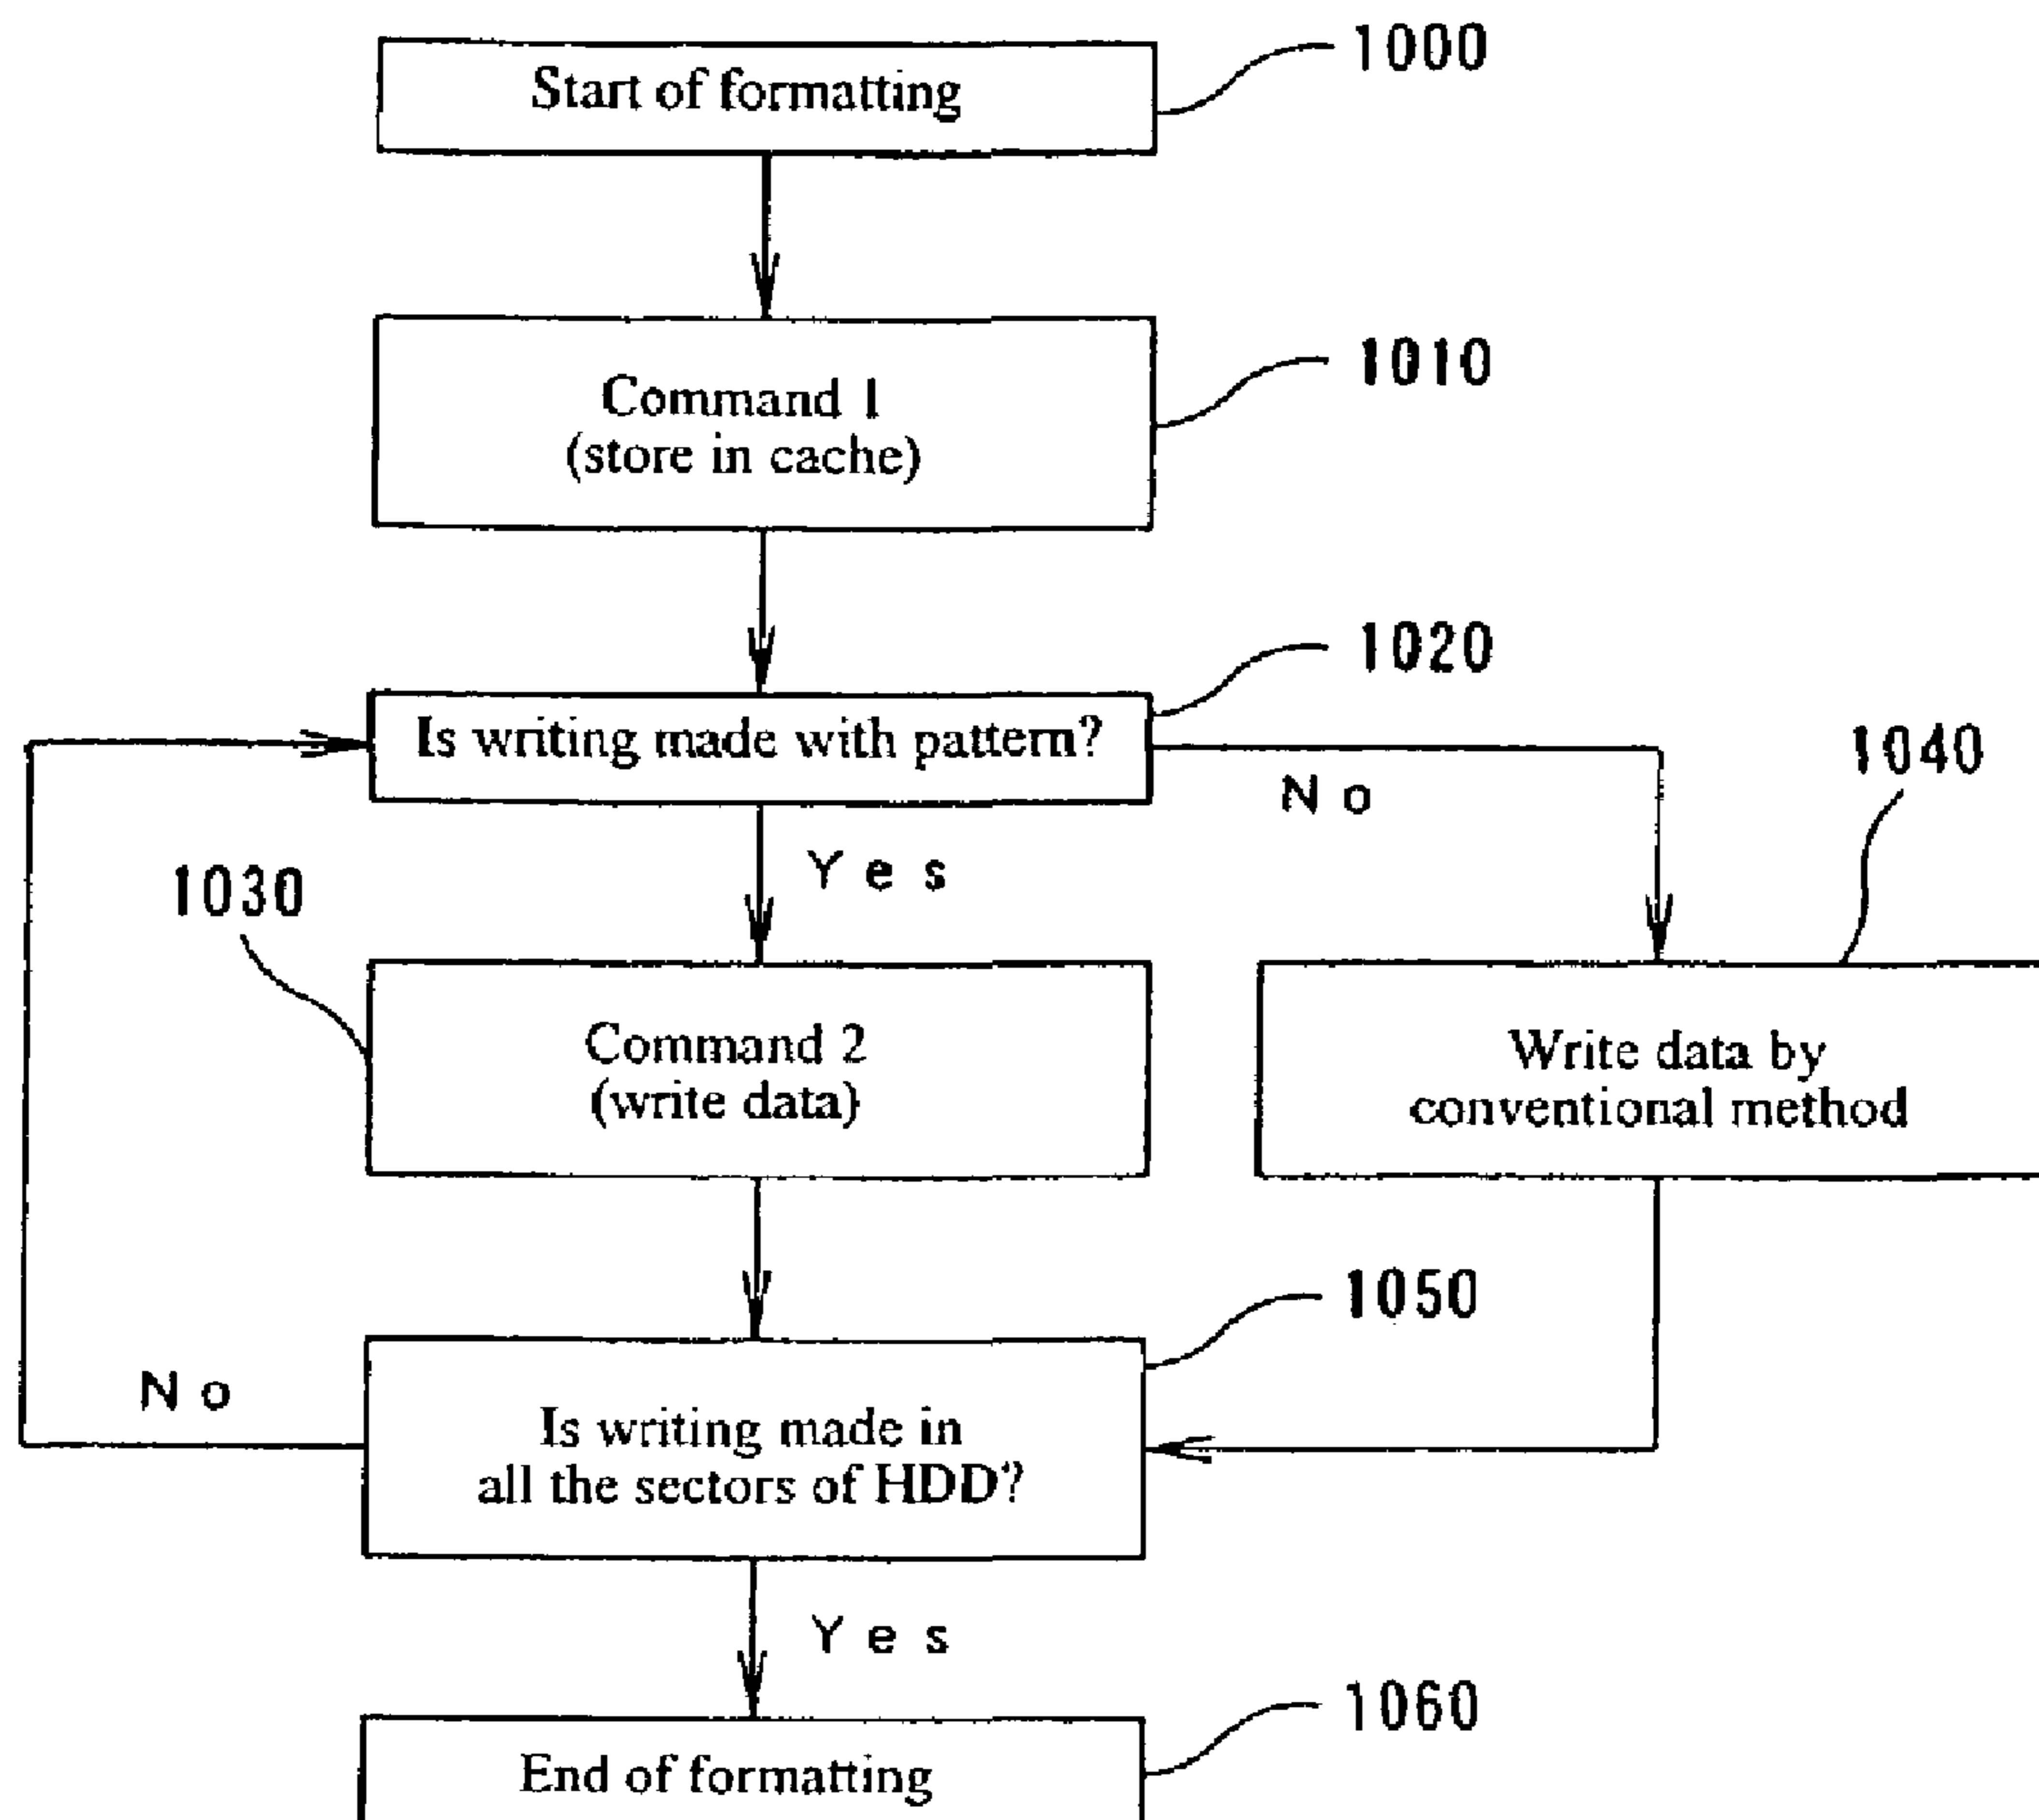 Start of formatting
1000
Command 1
(store in cache)
1010
Is writing made with pattern?
1020
No
1040
Yes
1030
Command 2
(write data)
Write data by
conventional method
1050
No
Is writing made in
all the sectors of HDD?
Yes
1060
End of formatting